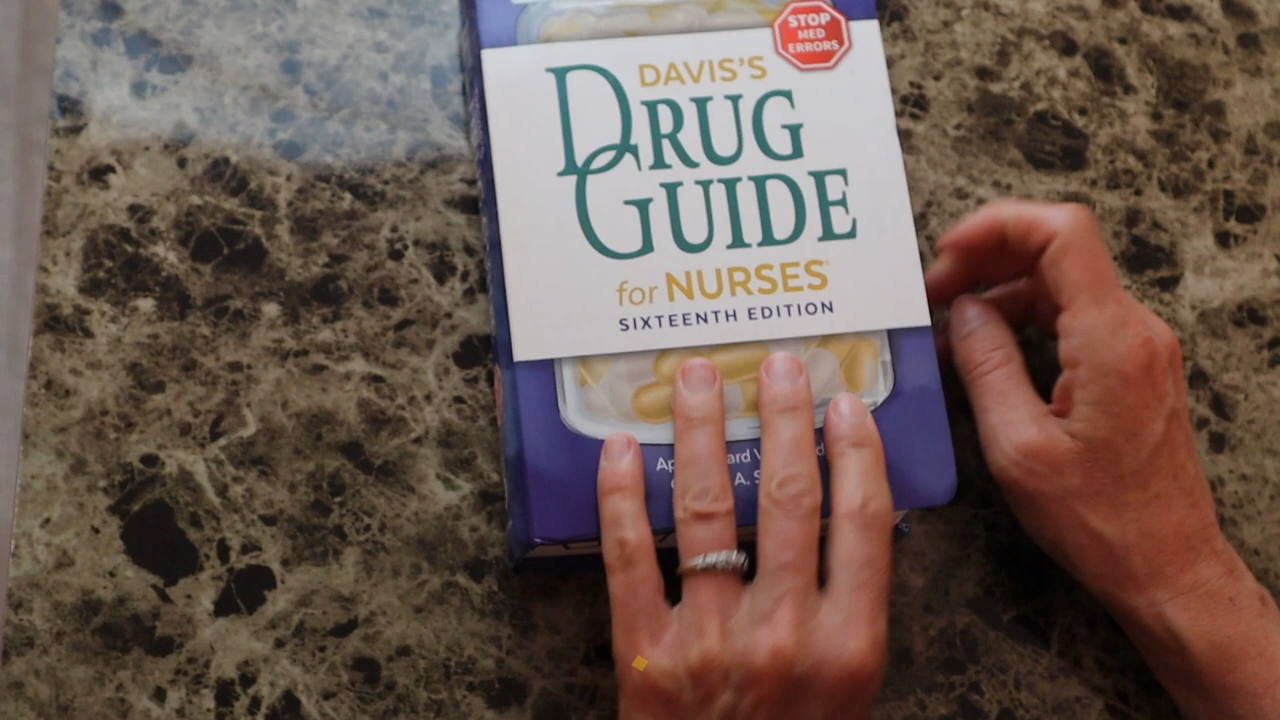 STOP
MED
ERRORS
DAVIS'S
DRUG
GUIDE
for NURSES
SIXTEENTH EDITION
A.